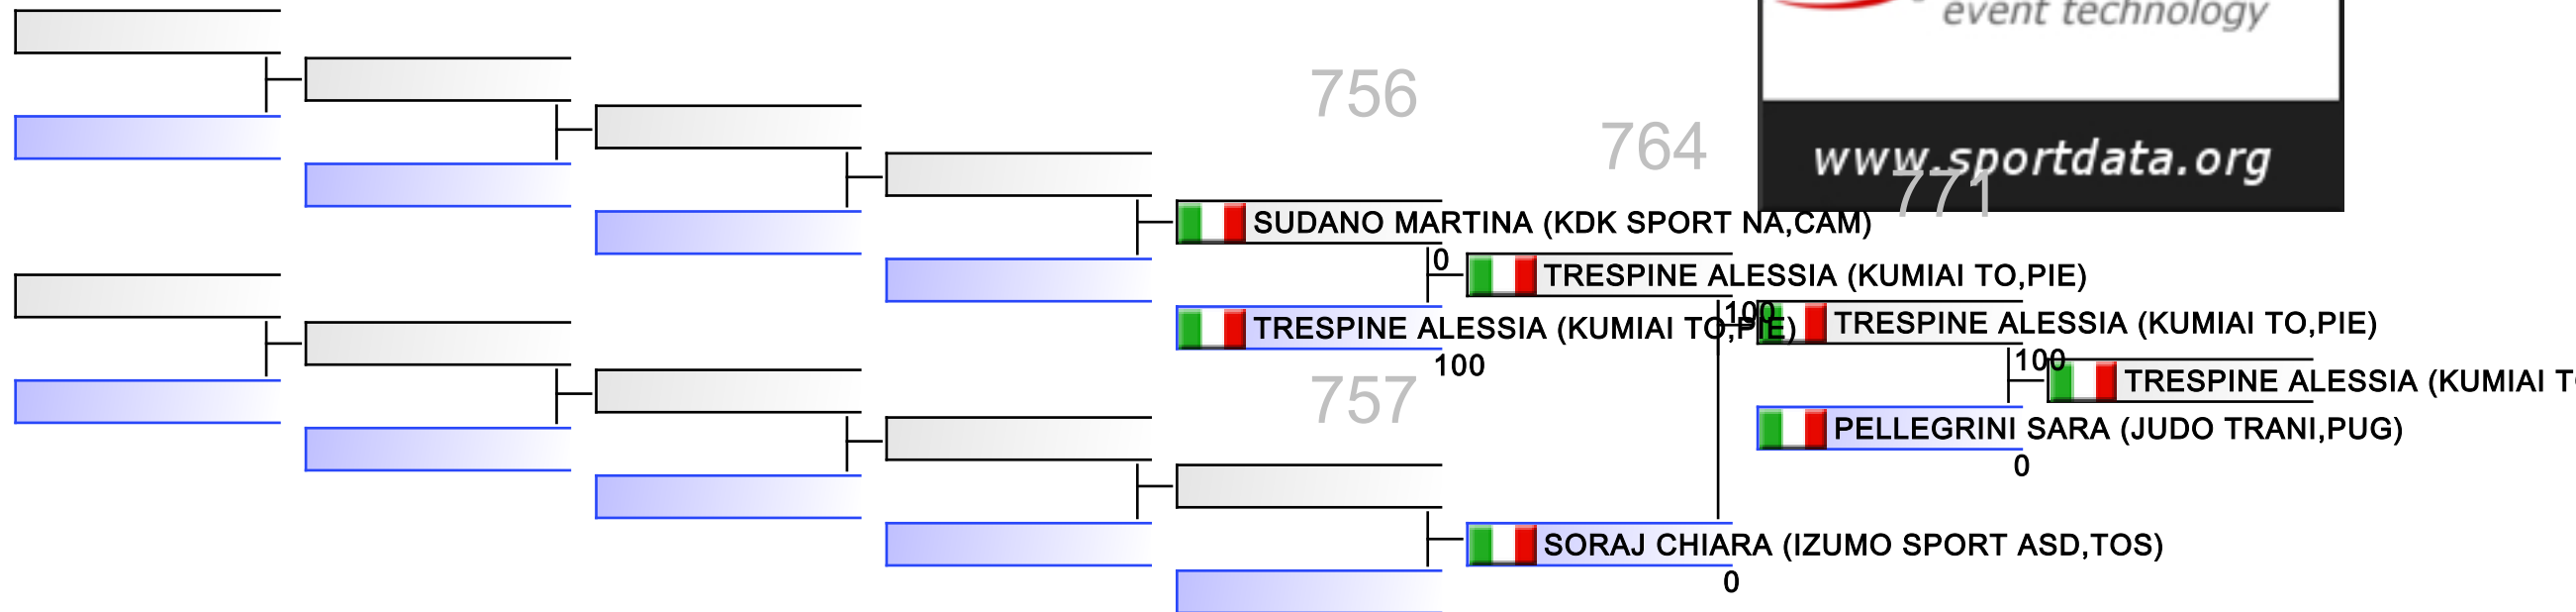 event technology
756
764
www.sportdata.org
771
SUDANO MARTINA (KDK SPORT NA,CAM)
0
TRESPINE ALESSIA (KUMIAI TO,PIE)
100
TRESPINE ALESSIA (KUMIAI TO,PIE)
TRESPINE ALESSIA (KUMIAI TO,PIE)
100
100
TRESPINE ALESSIA (KUMIAI
757
PELLEGRINI SARA (JUDO TRANI,PUG)
0
SORAJ CHIARA (IZUMO SPORT ASD,TOS)
0